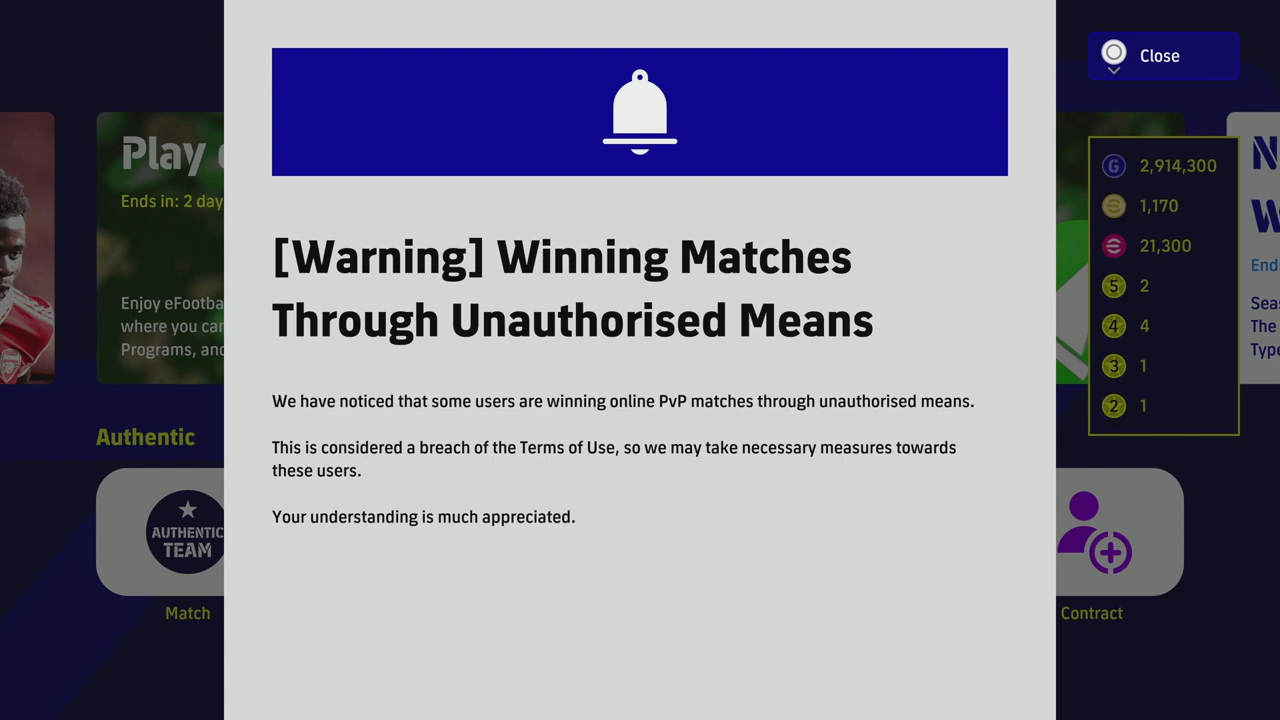 Close
[Warning] Winning Matches
Through Unauthorised Means
We have noticed that some users are winning online PvP matches through unauthorised means.
This is considered a breach of the Terms of Use, so we may take necessary measures towards
these users.
Your understanding is much appreciated.
Play
Ends in: 2 day
Enjoy eFootba
where you can
Programs, and
Authentic
AUTHENTIC
TEAM
Match
G 2,914,300
1,170
21,300
5 2
4 4
3 1
2 1
N
W
End
Seas
The
Type
Contract